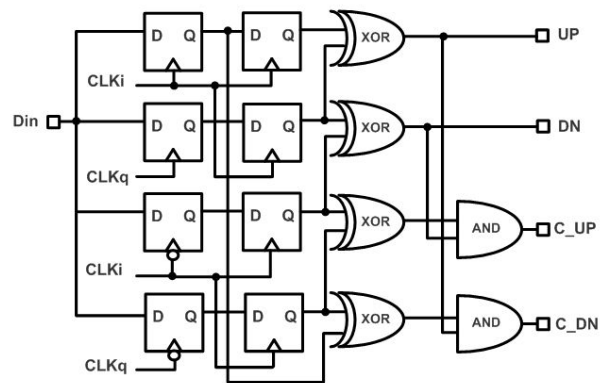 D Q D Q XOR UP
CLKi
Din D Q D Q XOR DN
CLKq
D Q D Q XOR AND C_UP
CLKi
D Q D Q XOR AND C_DN
CLKq